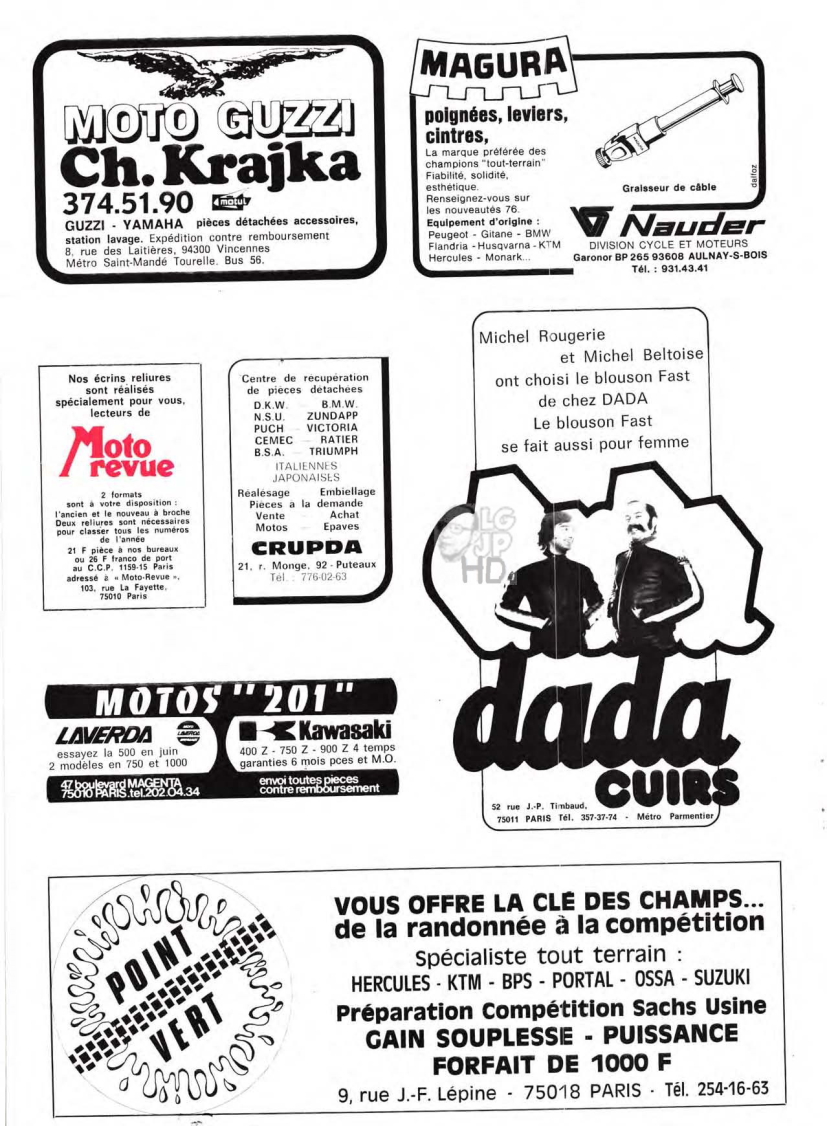 MOTO GUZZI
Ch. Krajka
374.51.90 motul
GUZZI - YAMAHA pièces détachées accessoires,
station lavage. Expédition contre remboursement
8, rue des Laitières, 94300 Vincennes
Métro Saint-Mandé Tourelle. Bus 56.
MAGURA
poignées, leviers,
cintres,
La marque préférée des
champions "tout-terrain"
Fiabilité, solidité,
esthétique.
Renseignez-vous sur
les nouveautés 76.
Equipement d'origine :
Peugeot - Gitane - BMW
Flandria - Husqvarna - KTM
Hercules - Monark...
dalfoz
Graisseur de câble
Nauder
DIVISION CYCLE ET MOTEURS
Garonor BP 265 93608 AULNAY-S-BOIS
Tél. : 931.43.41
Nos écrins reliures
sont réalisés
spécialement pour vous,
lecteurs de
Moto
revue
2 formats
sont à votre disposition :
l'ancien et le nouveau à broche
Deux reliures sont nécessaires
pour classer tous les numéros
de l'année
21 F pièce à nos bureaux
ou 26 F franco de port
au C.C.P. 1159-15 Paris
adressé à « Moto-Revue »,
103, rue La Fayette,
75010 Paris
Centre de récupération
de pièces détachées
D.K.W. - B.M.W.
N.S.U. ZUNDAPP
PUCH - VICTORIA
CEMEC - RATIER
B.S.A. - TRIUMPH
ITALIENNES
JAPONAISES
Réalésage Embiellage
Pièces a la demande
Vente - Achat
Motos - Epaves
CRUPDA
21, r. Monge, 92 - Puteaux
Tél. : 776-02-63
Michel Rougerie
et Michel Beltoise
ont choisi le blouson Fast
de chez DADA
Le blouson Fast
se fait aussi pour femme
LG
JP
HD
dada
CUIRS
52 rue J.-P. Timbaud,
75011 PARIS Tél. 357-37-74 - Métro Parmentier
MOTOS "201"
LAVERDA
essayez la 500 en juin
2 modèles en 750 et 1000
47 boulevard MAGENTA
75010 PARIS.tel.202.04.34
Kawasaki
400 Z - 750 Z - 900 Z 4 temps
garanties 6 mois pces et M.O.
envoi toutes pieces
contre remboursement
POINT
VERT
VOUS OFFRE LA CLÉ DES CHAMPS...
de la randonnée à la compétition
Spécialiste tout terrain :
HERCULES - KTM - BPS - PORTAL - OSSA - SUZUKI
Préparation Compétition Sachs Usine
GAIN SOUPLESSE - PUISSANCE
FORFAIT DE 1000 F
9, rue J.-F. Lépine - 75018 PARIS - Tél. 254-16-63